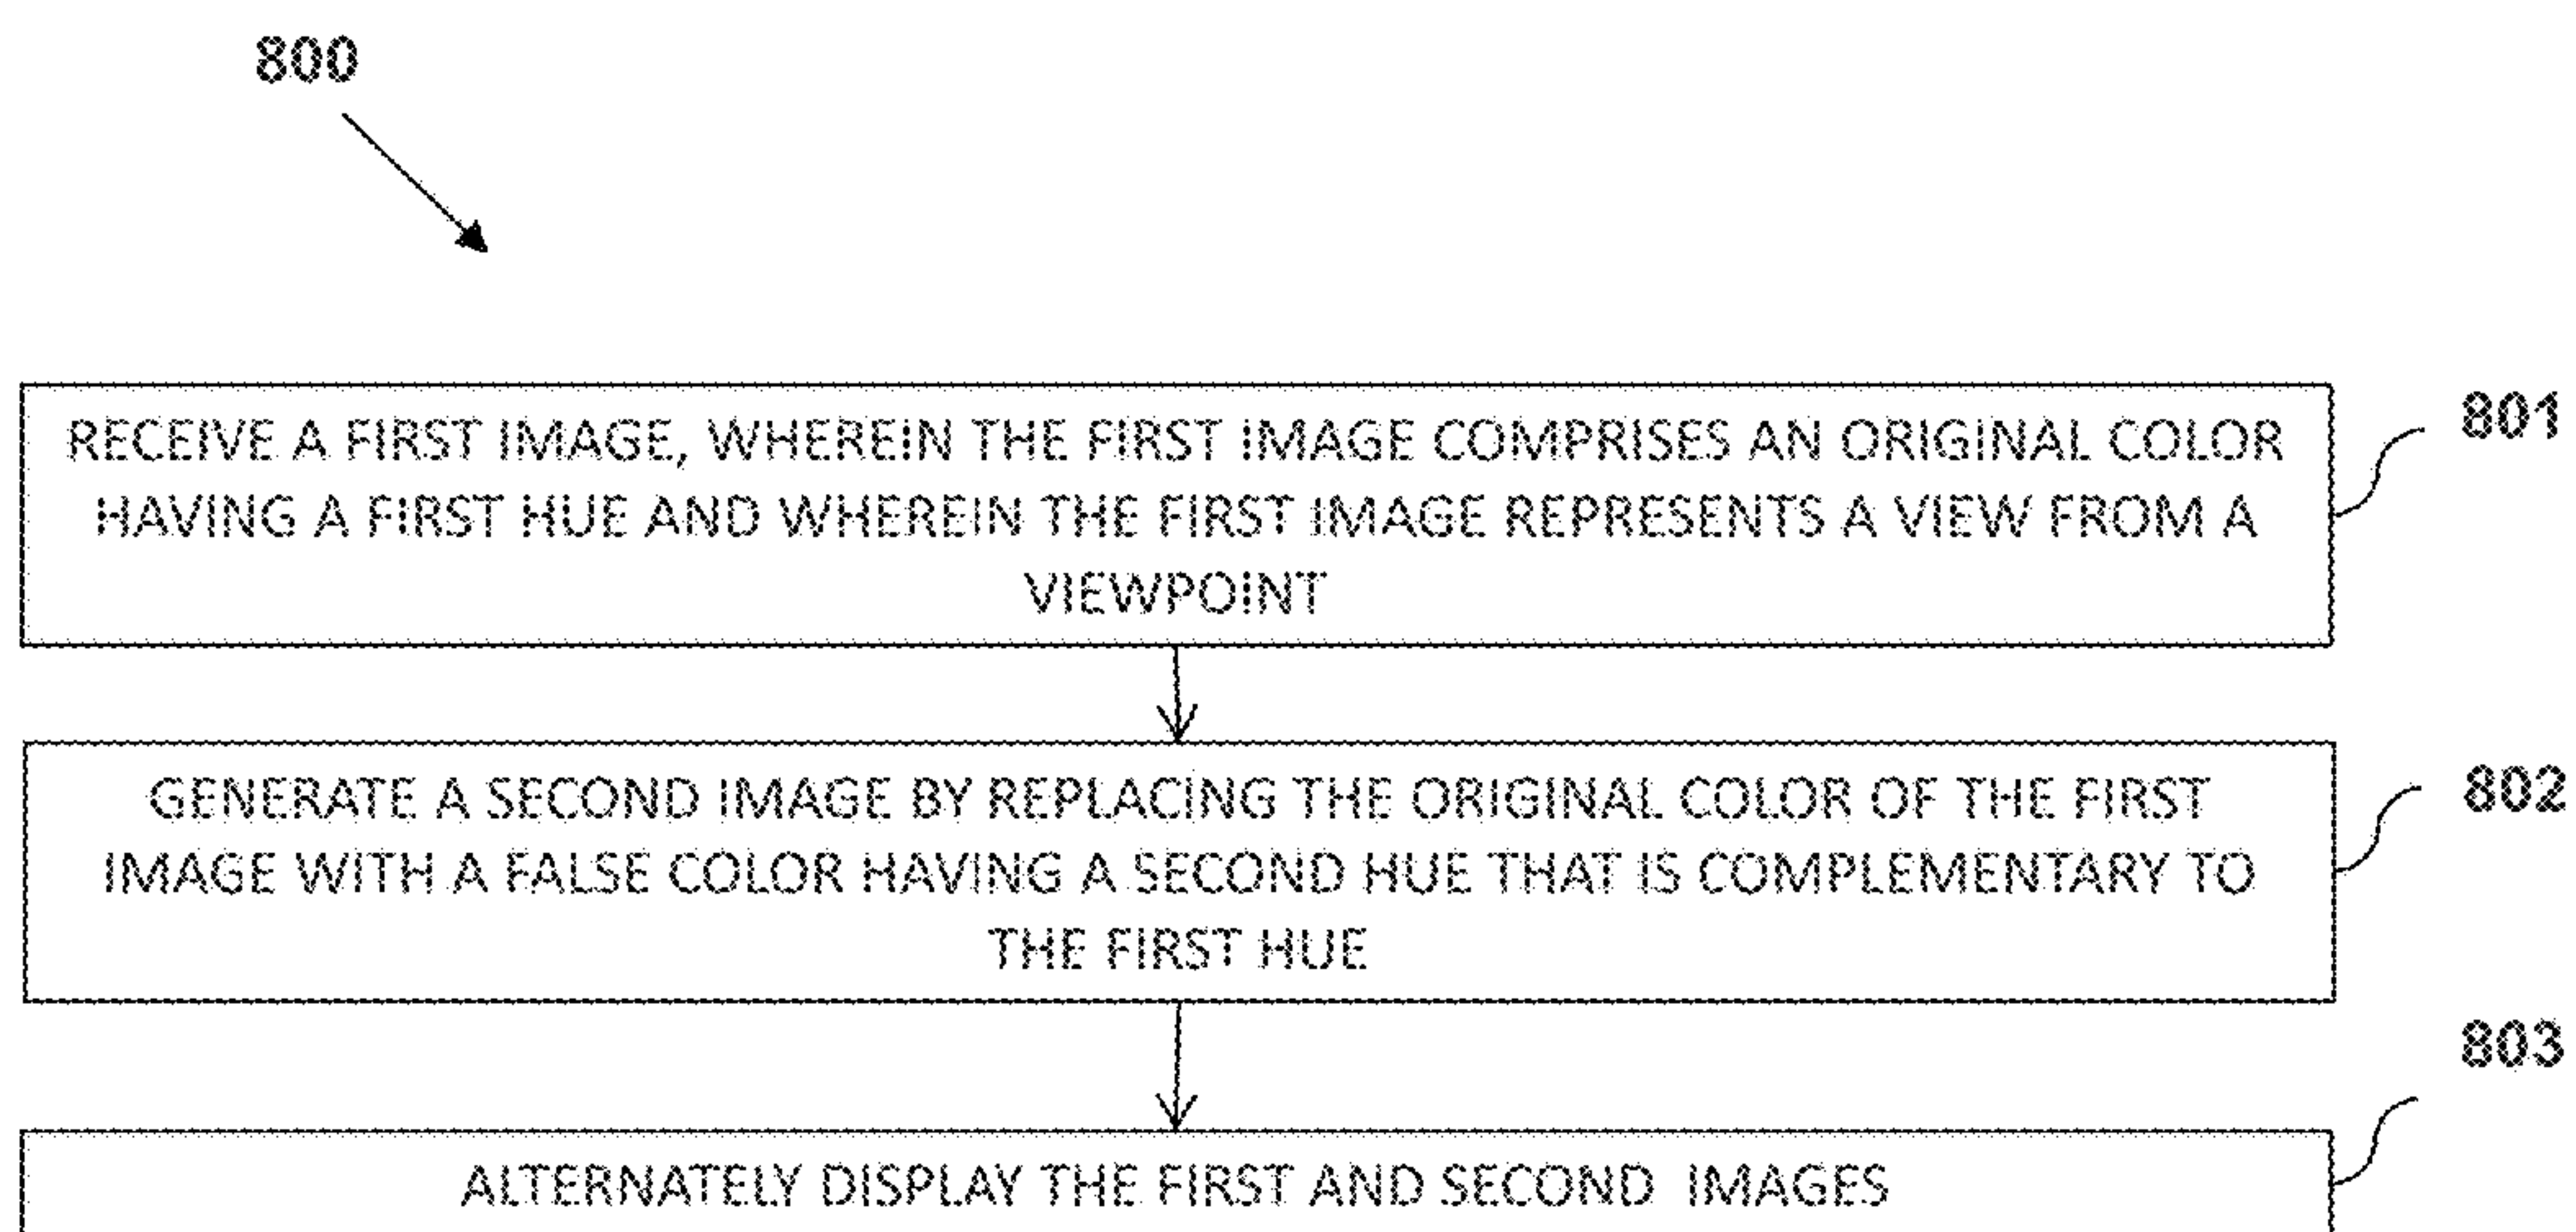 800
RECEIVE A FIRST IMAGE, WHEREIN THE FIRST IMAGE COMPRISES AN ORIGINAL COLOR
801
HAVING A FIRST HUE AND WHEREIN THE FIRST IMAGE REPRESENTS A VIEW FROM A
VIEWPOINT
GENERATE A SECOND IMAGE BY REPLACING THE ORIGINAL COLOR OF THE FIRST
802
IMAGE WITH A FALSE COLOR HAVING A SECOND HUE THAT IS COMPLEMENTARY TO
THE FIRST HUE
803
ALTERNATELY DISPLAY THE FIRST AND SECOND IMAGES